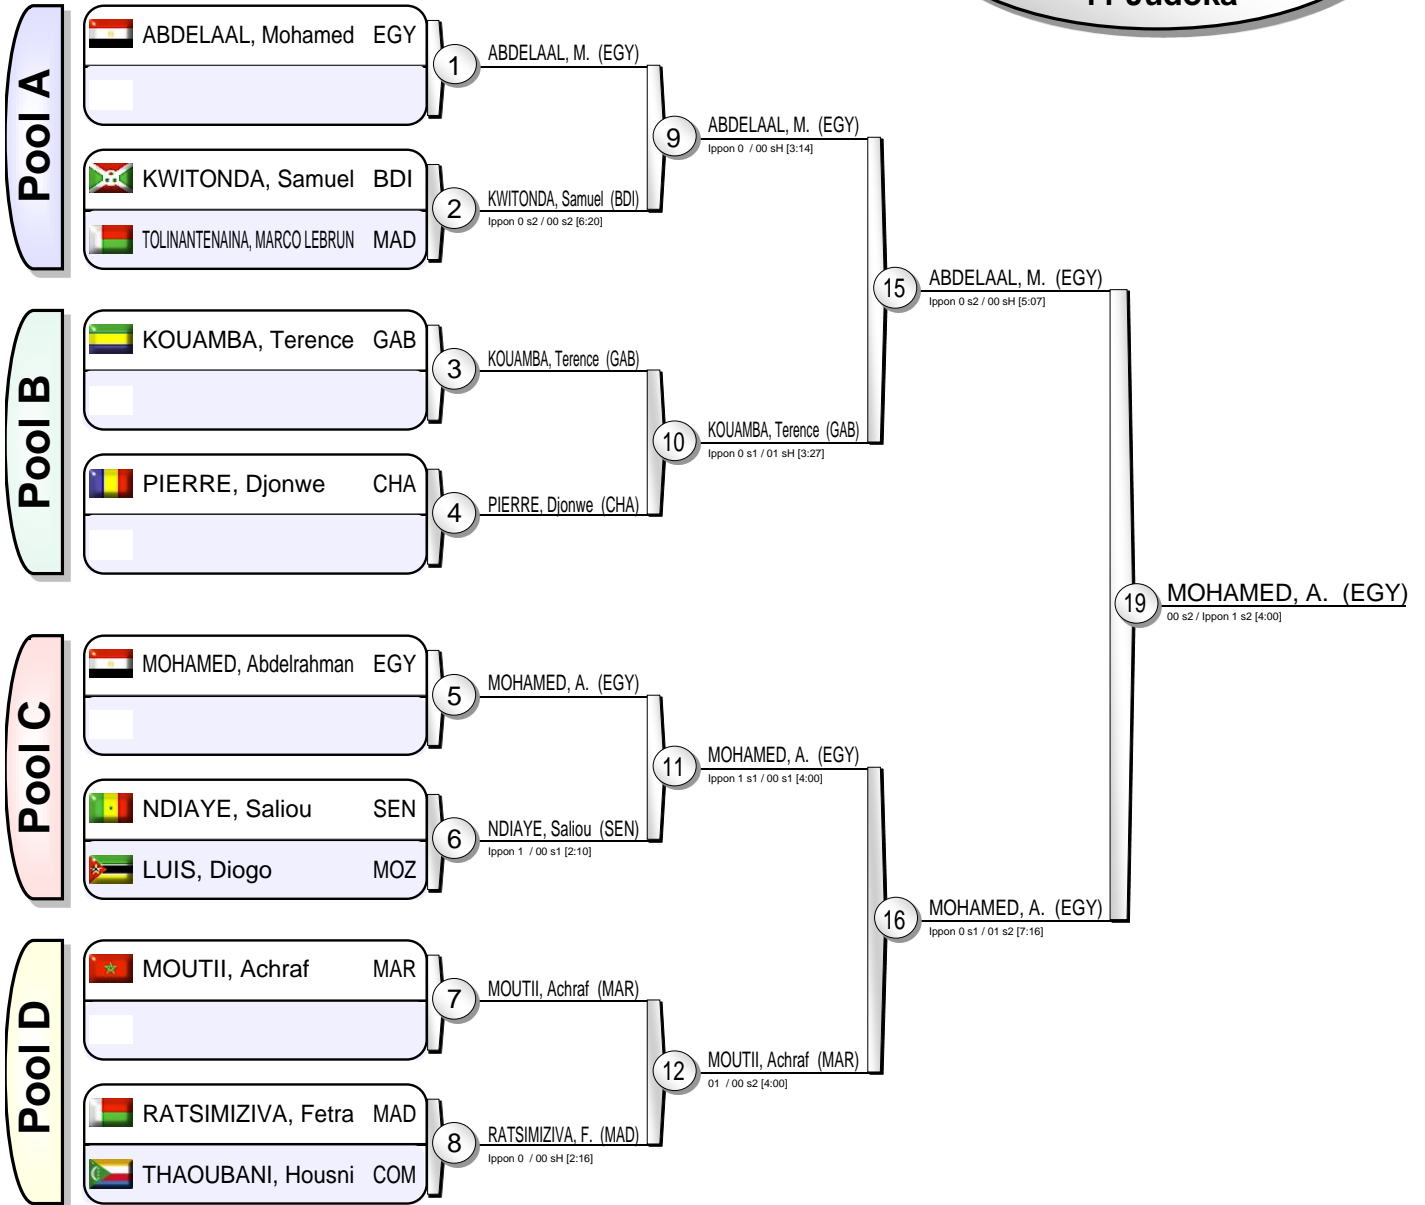 11 Judoka
Pool A
ABDELAAL, Mohamed EGY
KWITONDA, Samuel BDI
TOLINANTENAINA, MARCO LEBRUN MAD
Pool B
KOUAMBA, Terence GAB
PIERRE, Djonwe CHA
Pool C
MOHAMED, Abdelrahman EGY
NDIAYE, Saliou SEN
LUIS, Diogo MOZ
Pool D
MOUTII, Achraf MAR
RATSIMIZIVA, Fetra MAD
THAOUBANI, Housni COM
1 ABDELAAL, M. (EGY)
2 KWITONDA, Samuel (BDI)
Ippon 0 s2 / 00 s2 [6:20]
3 KOUAMBA, Terence (GAB)
4 PIERRE, Djonwe (CHA)
5 MOHAMED, A. (EGY)
6 NDIAYE, Saliou (SEN)
Ippon 1 / 00 s1 [2:10]
7 MOUTII, Achraf (MAR)
8 RATSIMIZIVA, F. (MAD)
Ippon 0 / 00 sH [2:16]
9 ABDELAAL, M. (EGY)
Ippon 0 / 00 sH [3:14]
10 KOUAMBA, Terence (GAB)
Ippon 0 s1 / 01 sH [3:27]
11 MOHAMED, A. (EGY)
Ippon 1 s1 / 00 s1 [4:00]
12 MOUTII, Achraf (MAR)
01 / 00 s2 [4:00]
15 ABDELAAL, M. (EGY)
Ippon 0 s2 / 00 sH [5:07]
16 MOHAMED, A. (EGY)
Ippon 0 s1 / 01 s2 [7:16]
19 MOHAMED, A. (EGY)
00 s2 / Ippon 1 s2 [4:00]